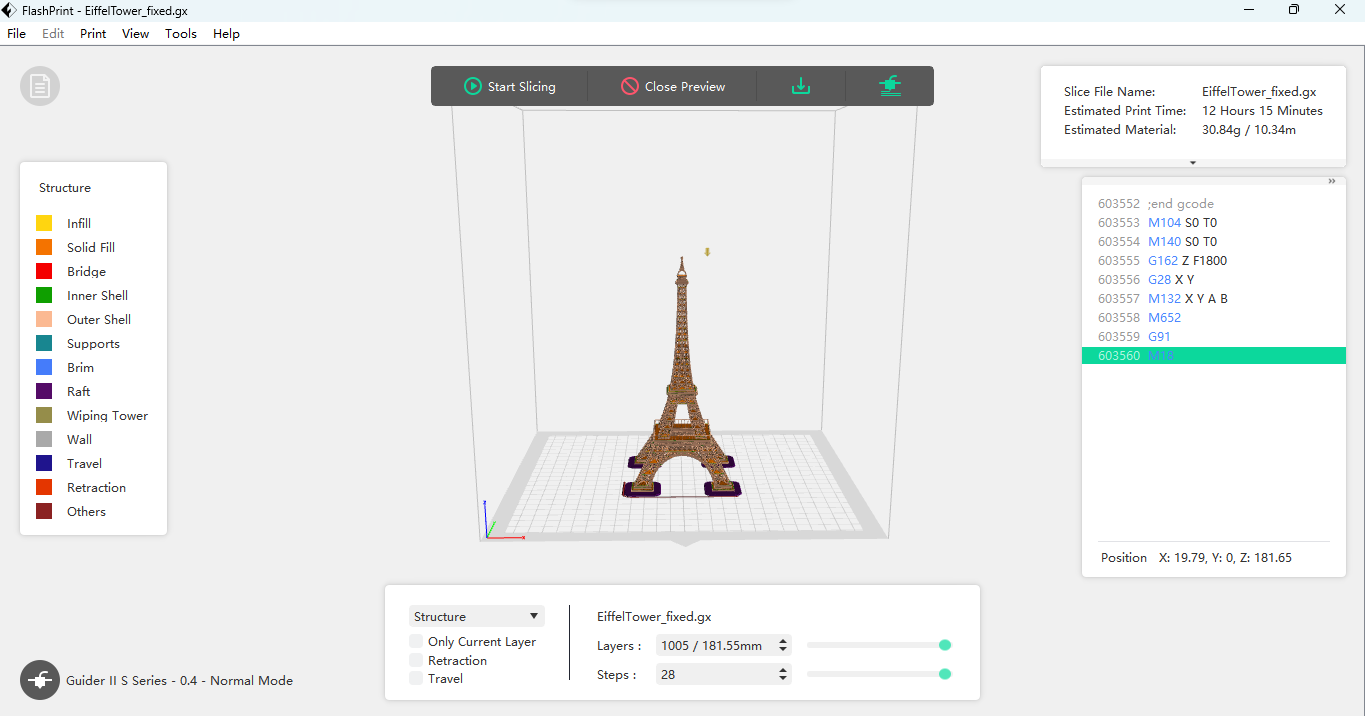 FlashPrint - EiffelTower_fixed.gx
File Edit Print View Tools Help
Start Slicing Close Preview
Slice File Name: EiffelTower_fixed.gx
Estimated Print Time: 12 Hours 15 Minutes
Estimated Material: 30.84g / 10.34m
Structure
Infill
Solid Fill
Bridge
Inner Shell
Outer Shell
Supports
Brim
Raft
Wiping Tower
Wall
Travel
Retraction
Others
»
603552 ;end gcode
603553 M104 S0 T0
603554 M140 S0 T0
603555 G162 Z F1800
603556 G28 X Y
603557 M132 X Y A B
603558 M652
603559 G91
603560 M18
Position X: 19.79, Y: 0, Z: 181.65
Structure
Only Current Layer
Retraction
Travel
EiffelTower_fixed.gx
Layers : 1005 / 181.55mm
Steps : 28
Guider II S Series - 0.4 - Normal Mode